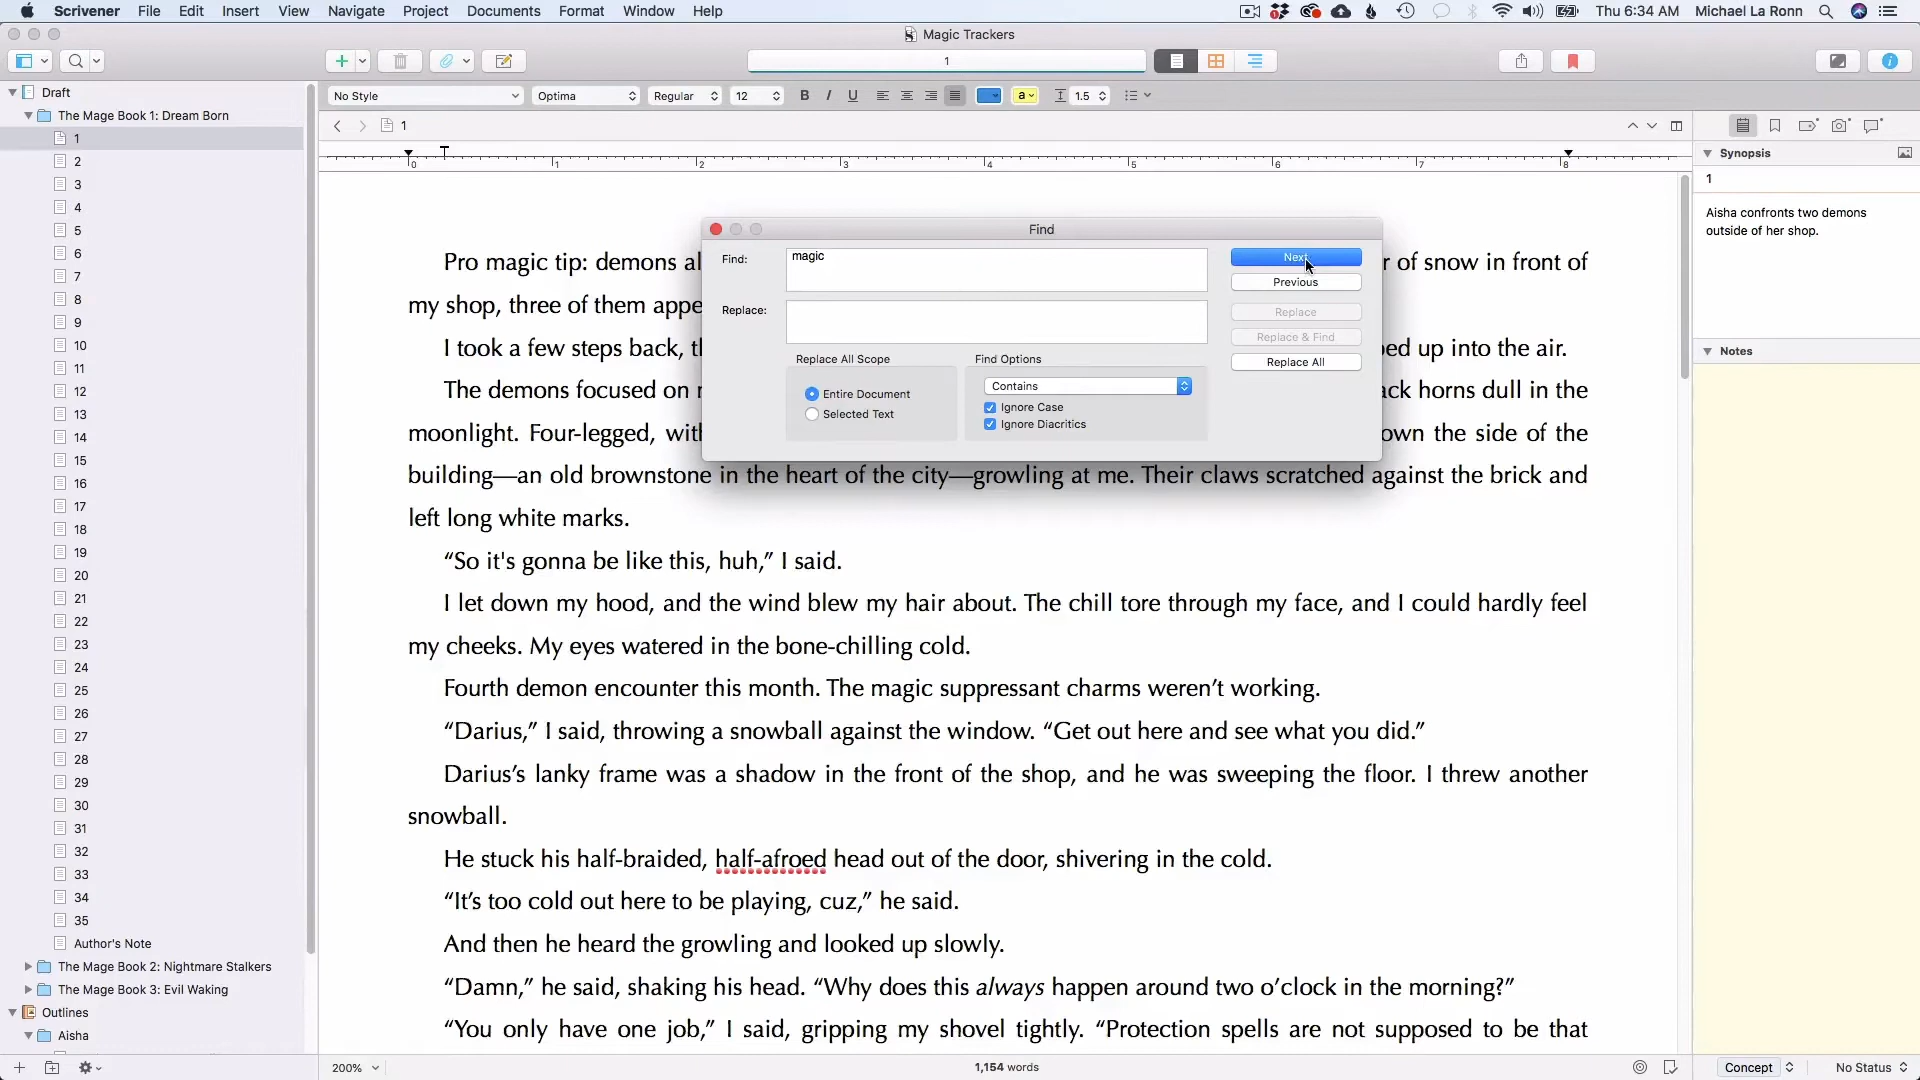 Scrivener File Edit Insert View Navigate Project Documents Format Window Help
Thu 6:34 AM Michael La Ronn
Magic Trackers
1
Draft
The Mage Book 1: Dream Born
1
2
3
4
5
6
7
8
9
10
11
12
13
14
15
16
17
18
19
20
21
22
23
24
25
26
27
28
29
30
31
32
33
34
35
Author's Note
The Mage Book 2: Nightmare Stalkers
The Mage Book 3: Evil Waking
Outlines
Aisha
No Style Optima Regular 12 B I U a 1.5
1
0 1 2 3 4 5 6 7 8
Find
Find: magic
Replace:
Next
Previous
Replace
Replace & Find
Replace All
Replace All Scope
Entire Document
Selected Text
Find Options
Contains
Ignore Case
Ignore Diacritics
Pro magic tip: demons al r of snow in front of
my shop, three of them appe
I took a few steps back, t ped up into the air.
The demons focused on ack horns dull in the
moonlight. Four-legged, wit own the side of the
building—an old brownstone in the heart of the city—growling at me. Their claws scratched against the brick and
left long white marks.
“So it's gonna be like this, huh,” I said.
I let down my hood, and the wind blew my hair about. The chill tore through my face, and I could hardly feel
my cheeks. My eyes watered in the bone-chilling cold.
Fourth demon encounter this month. The magic suppressant charms weren’t working.
“Darius,” I said, throwing a snowball against the window. “Get out here and see what you did.”
Darius’s lanky frame was a shadow in the front of the shop, and he was sweeping the floor. I threw another
snowball.
He stuck his half-braided, half-afroed head out of the door, shivering in the cold.
“It’s too cold out here to be playing, cuz,” he said.
And then he heard the growling and looked up slowly.
“Damn,” he said, shaking his head. “Why does this always happen around two o’clock in the morning?”
“You only have one job,” I said, gripping my shovel tightly. “Protection spells are not supposed to be that
Synopsis
1
Aisha confronts two demons
outside of her shop.
Notes
200% 1,154 words Concept No Status